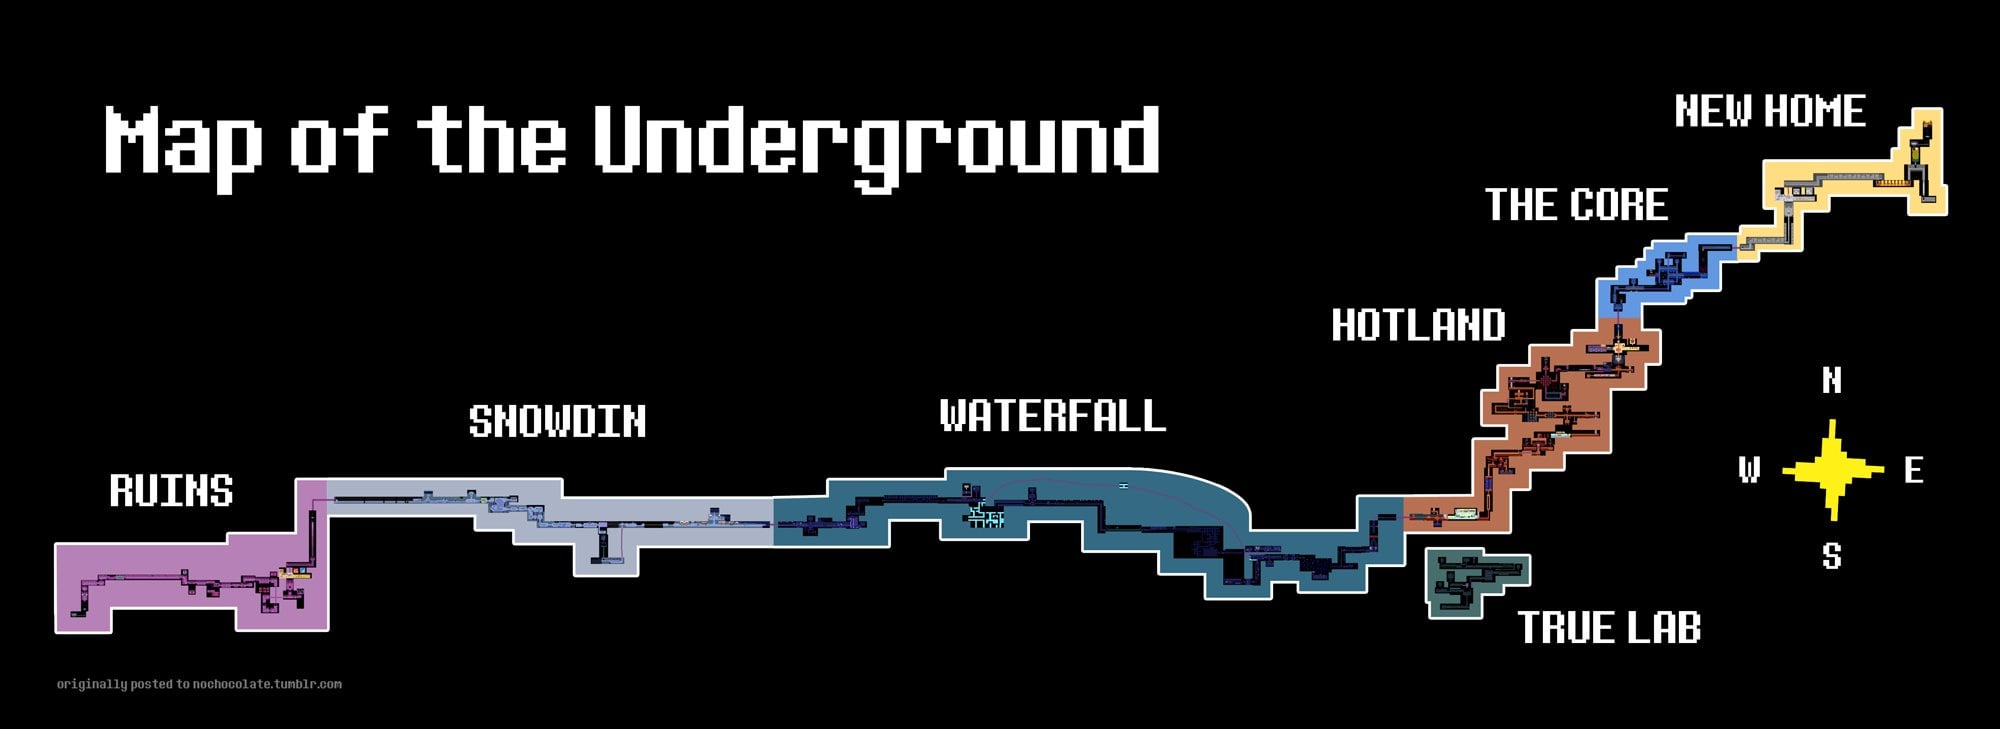 Map of the Underground
NEW HOME
THE CORE
HOTLAND
N
SNOWDIN
WATERFALL
W
E
RUINS
S
TRUE LAB
originally posted to nochocolate.tumblr.com